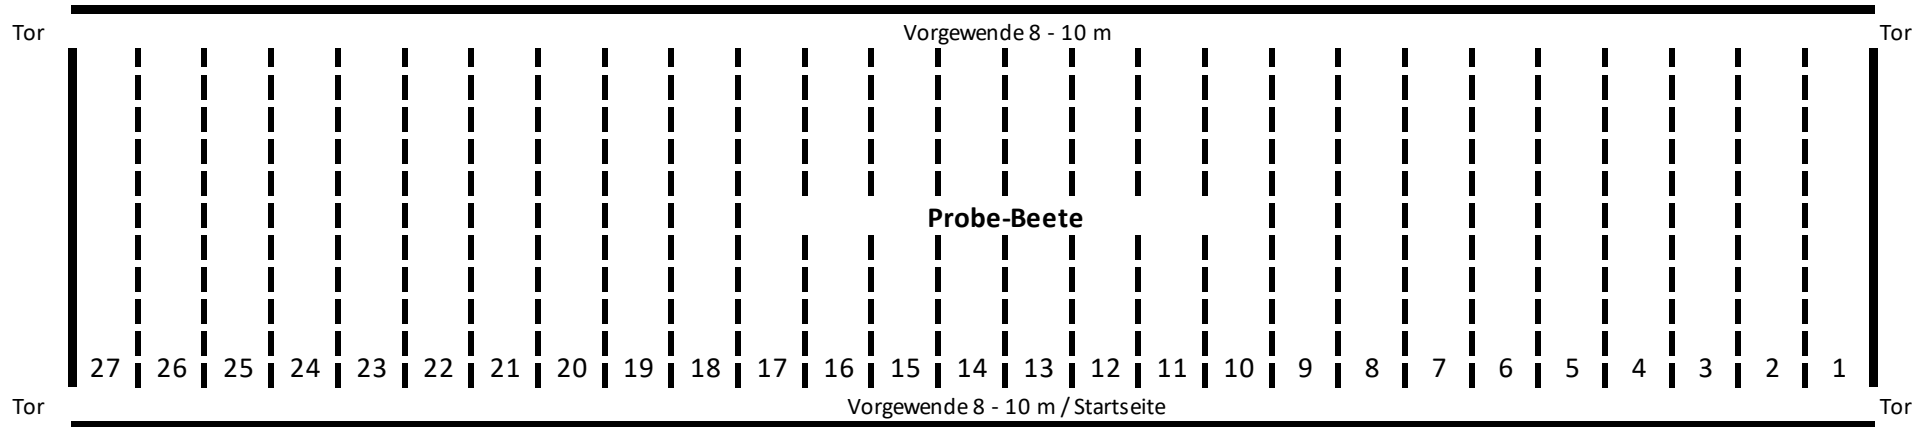 Tor Vorgewende 8 - 10 m Tor
Probe-Beete
27 26 25 24 23 22 21 20 19 18 17 16 15 14 13 12 11 10 9 8 7 6 5 4 3 2 1
Tor Vorgewende 8 - 10 m / Startseite Tor